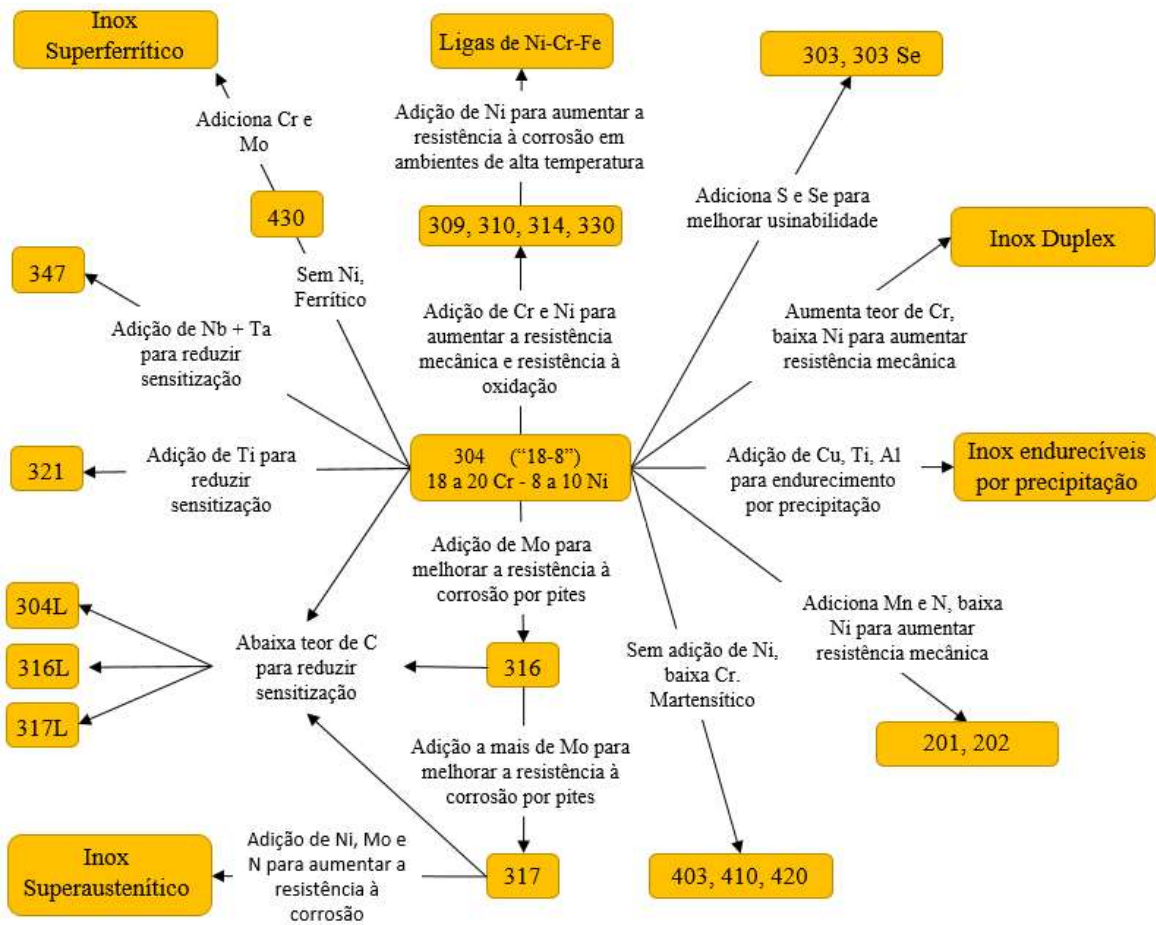 Inox
Superferrítico
Ligas de Ni-Cr-Fe
303, 303 Se
Adiciona Cr e
Mo
Adição de Ni para aumentar a
resistência à corrosão em
ambientes de alta temperatura
Adiciona S e Se para
melhorar usinabilidade
430
309, 310, 314, 330
Inox Duplex
347
Sem Ni,
Ferrítico
Adição de Nb + Ta
para reduzir
sensitização
Adição de Cr e Ni para
aumentar a resistência
mecânica e resistência à
oxidação
Aumenta teor de Cr,
baixa Ni para aumentar
resistência mecânica
321
Adição de Ti para
reduzir
sensitização
304 (“18-8”)
18 a 20 Cr - 8 a 10 Ni
Adição de Cu, Ti, Al
para endurecimento
por precipitação
Inox endurecíveis
por precipitação
Adição de Mo para
melhorar a resistência à
corrosão por pites
304L
316L
317L
Abaixa teor de C
para reduzir
sensitização
316
Sem adição de Ni,
baixa Cr.
Martensítico
Adiciona Mn e N, baixa
Ni para aumentar
resistência mecânica
201, 202
Adição a mais de Mo para
melhorar a resistência à
corrosão por pites
Inox
Superaustenítico
Adição de Ni, Mo e
N para aumentar a
resistência à
corrosão
317
403, 410, 420